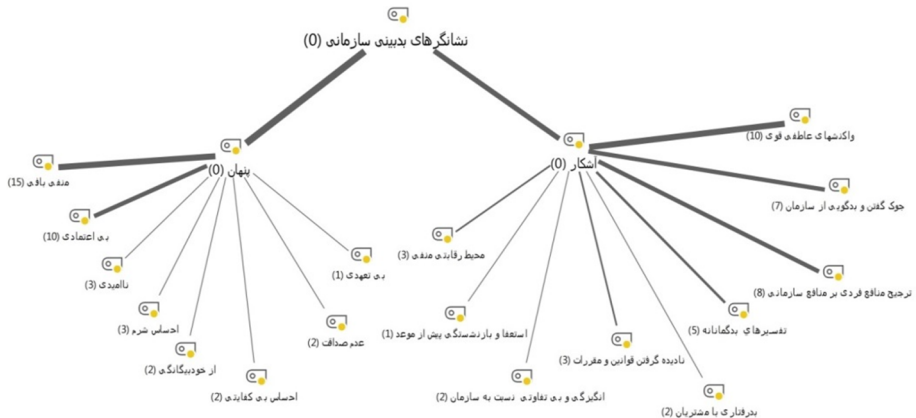 نشانگرهای بدبینی سازمانی (0)
آشکار (0)
واکنشهای عاطفی قوی (10)
جوک گفتن و بدگویی از سازمان (7)
ترجیح منافع فردی بر منافع سازمانی (8)
تفسیرهای بدگمانانه (5)
بدرفتاری با مشتریان (2)
نادیده گرفتن قوانین و مقررات (3)
انگیزگی و بی تفاوتی نسبت به سازمان (2)
استعفا و بازنشستگی پیش از موعد (1)
محیط رقابتی منفی (3)
پنهان (0)
بی تعهدی (1)
عدم صداقت (2)
احساس بی کفایتی (2)
از خودبیگانگی (2)
احساس شرم (3)
ناامیدی (3)
بی اعتمادی (10)
منفی بافی (15)